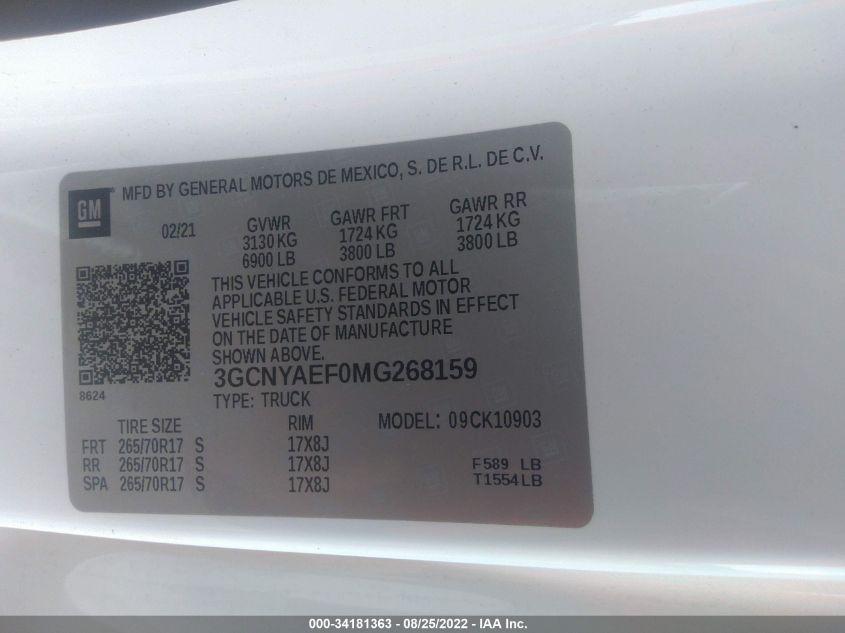 GM
MFD BY GENERAL MOTORS DE MEXICO, S. DE R.L. DE C.V.
02/21 GVWR GAWR FRT GAWR RR
3130 KG 1724 KG 1724 KG
6900 LB 3800 LB 3800 LB
THIS VEHICLE CONFORMS TO ALL
APPLICABLE U.S. FEDERAL MOTOR
VEHICLE SAFETY STANDARDS IN EFFECT
ON THE DATE OF MANUFACTURE
SHOWN ABOVE.
3GCNYAEF0MG268159
8624
TYPE: TRUCK
TIRE SIZE RIM MODEL: 09CK10903
FRT 265/70R17 S 17X8J
RR 265/70R17 S 17X8J F589 LB
SPA 265/70R17 S 17X8J T1554LB
000-34181363 - 08/25/2022 - IAA Inc.